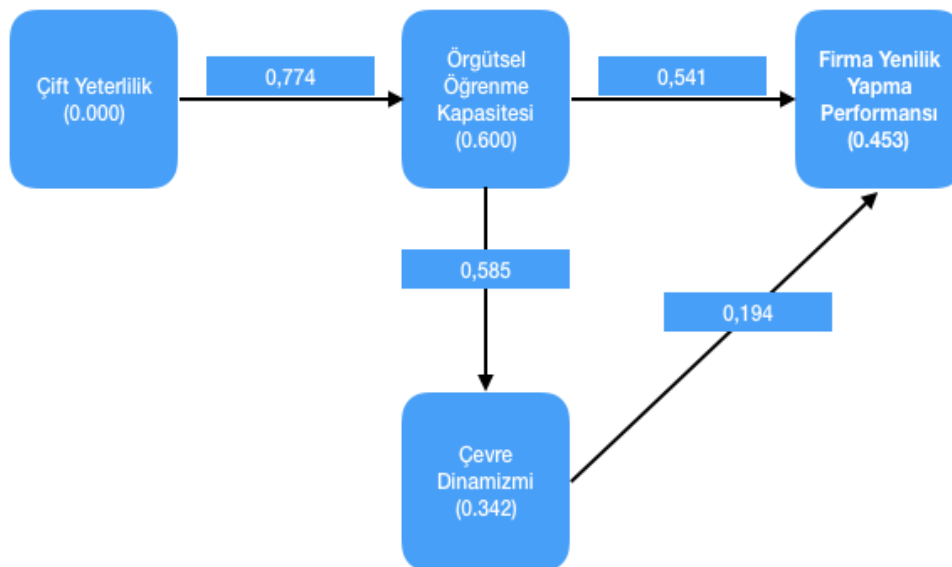 Çift Yeterlilik
(0.000)
0,774
Örgütsel
Öğrenme
Kapasitesi
(0.600)
0,541
Firma Yenilik
Yapma
Performansı
(0.453)
0,585
0,194
Çevre
Dinamizmi
(0.342)